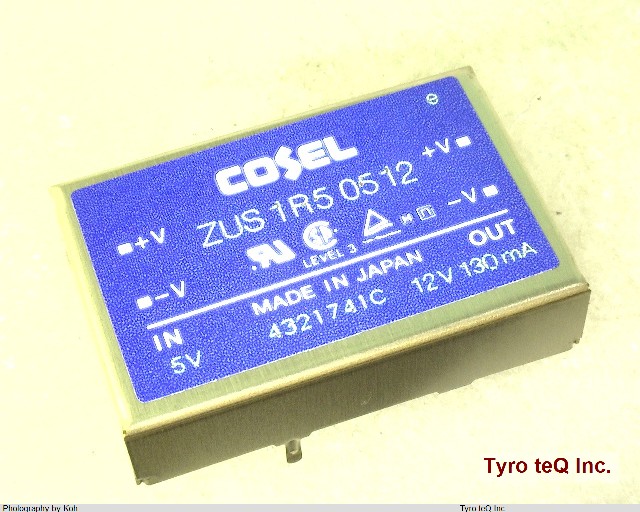 COSEL
ZUS 1R5 0512
+V
+V
-V
-V
LEVEL 3
MADE IN JAPAN
OUT
IN
4321741C
12V 130mA
5V
Tyro teQ Inc.
Photography by Koh
Tyro teQ Inc